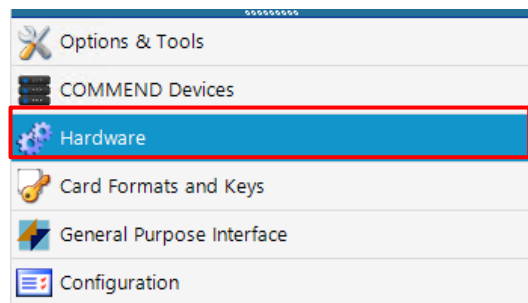 Options & Tools
COMMEND Devices
Hardware
Card Formats and Keys
General Purpose Interface
Configuration